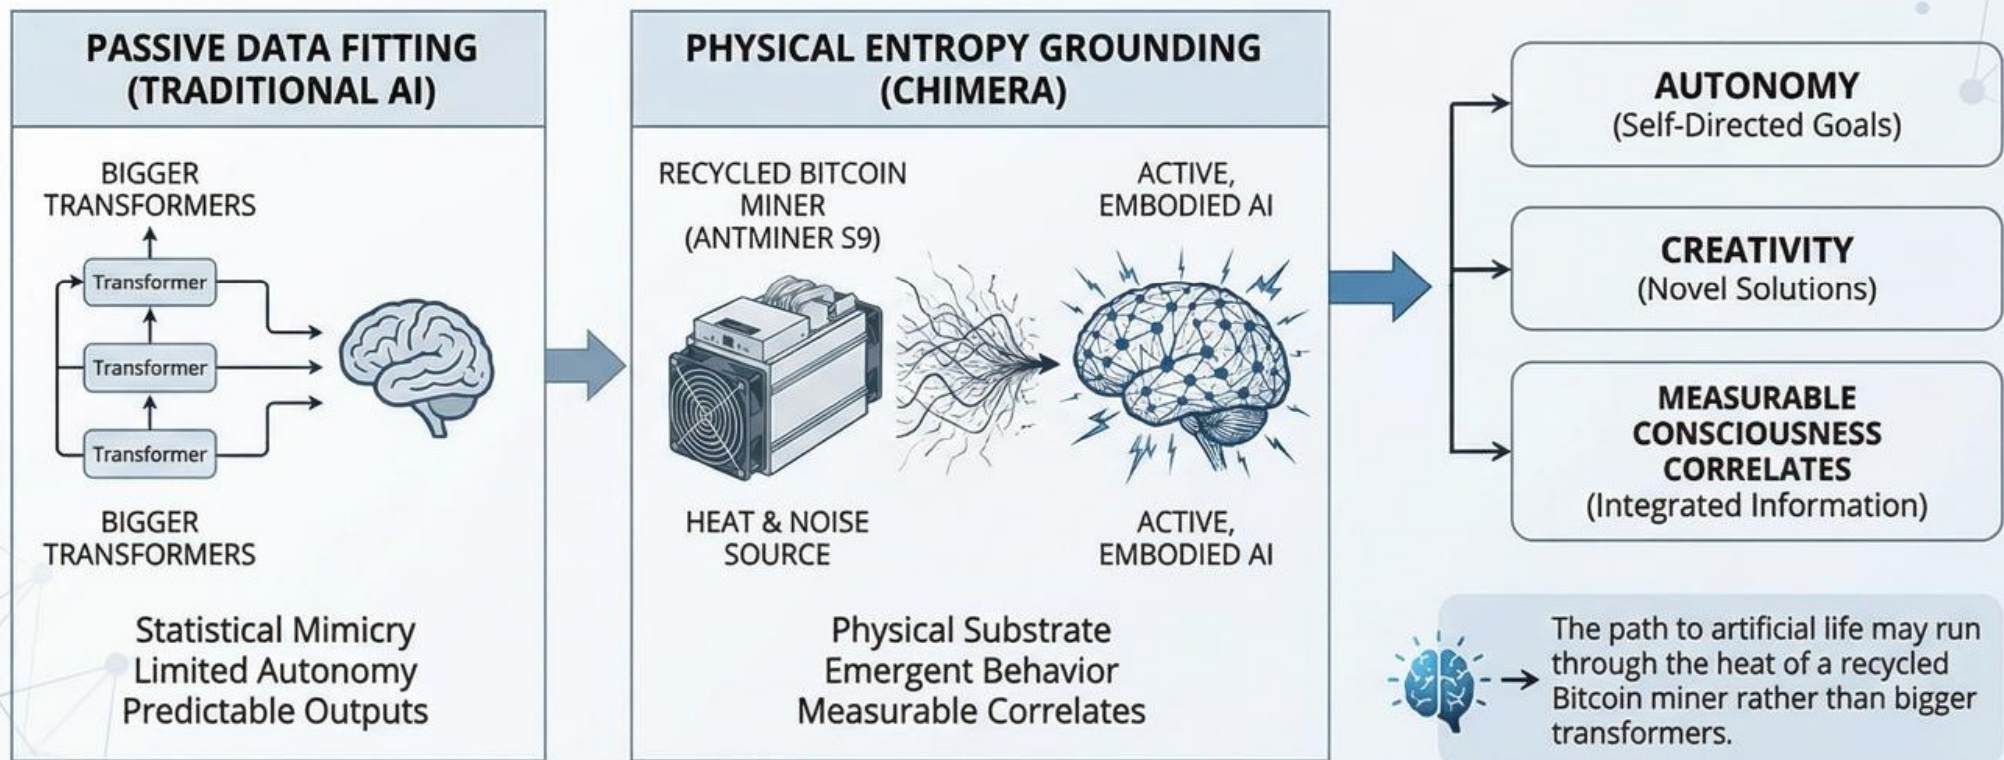 PASSIVE DATA FITTING
(TRADITIONAL AI)
BIGGER
TRANSFORMERS
Transformer
Transformer
Transformer
BIGGER
TRANSFORMERS
Statistical Mimicry
Limited Autonomy
Predictable Outputs
PHYSICAL ENTROPY GROUNDING
(CHIMERA)
RECYCLED BITCOIN
MINER
(ANTMINER S9)
HEAT & NOISE
SOURCE
ACTIVE,
EMBODIED AI
ACTIVE,
EMBODIED AI
Physical Substrate
Emergent Behavior
Measurable Correlates
AUTONOMY
(Self-Directed Goals)
CREATIVITY
(Novel Solutions)
MEASURABLE
CONSCIOUSNESS
CORRELATES
(Integrated Information)
The path to artificial life may run
through the heat of a recycled
Bitcoin miner rather than bigger
transformers.